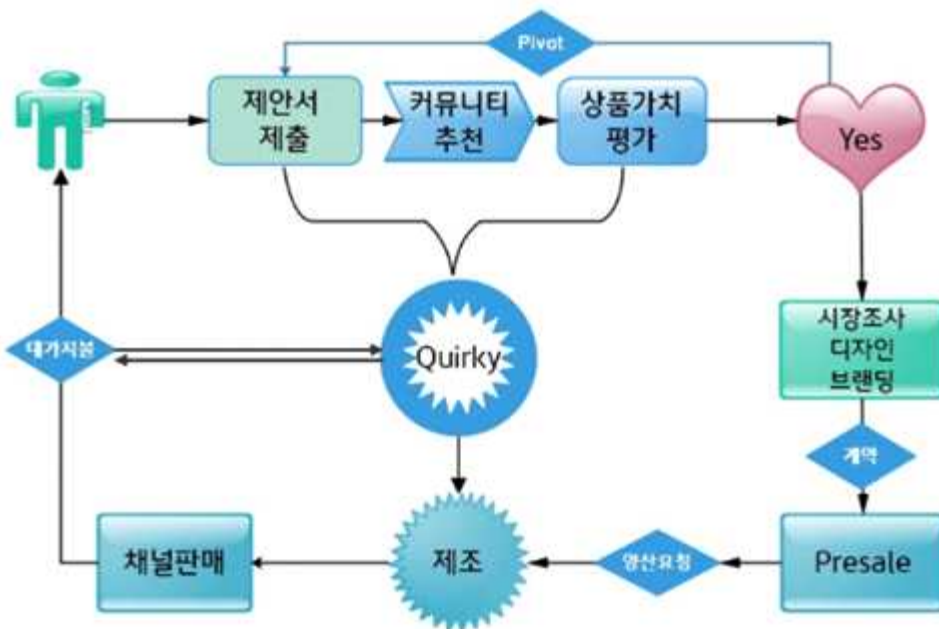 Pivot
제안서
제출
커뮤니티
추천
상품가치
평가
Yes
시장조사
디자인
브랜딩
대가지불
Quirky
계약
채널판매
제조
양산요청
Presale